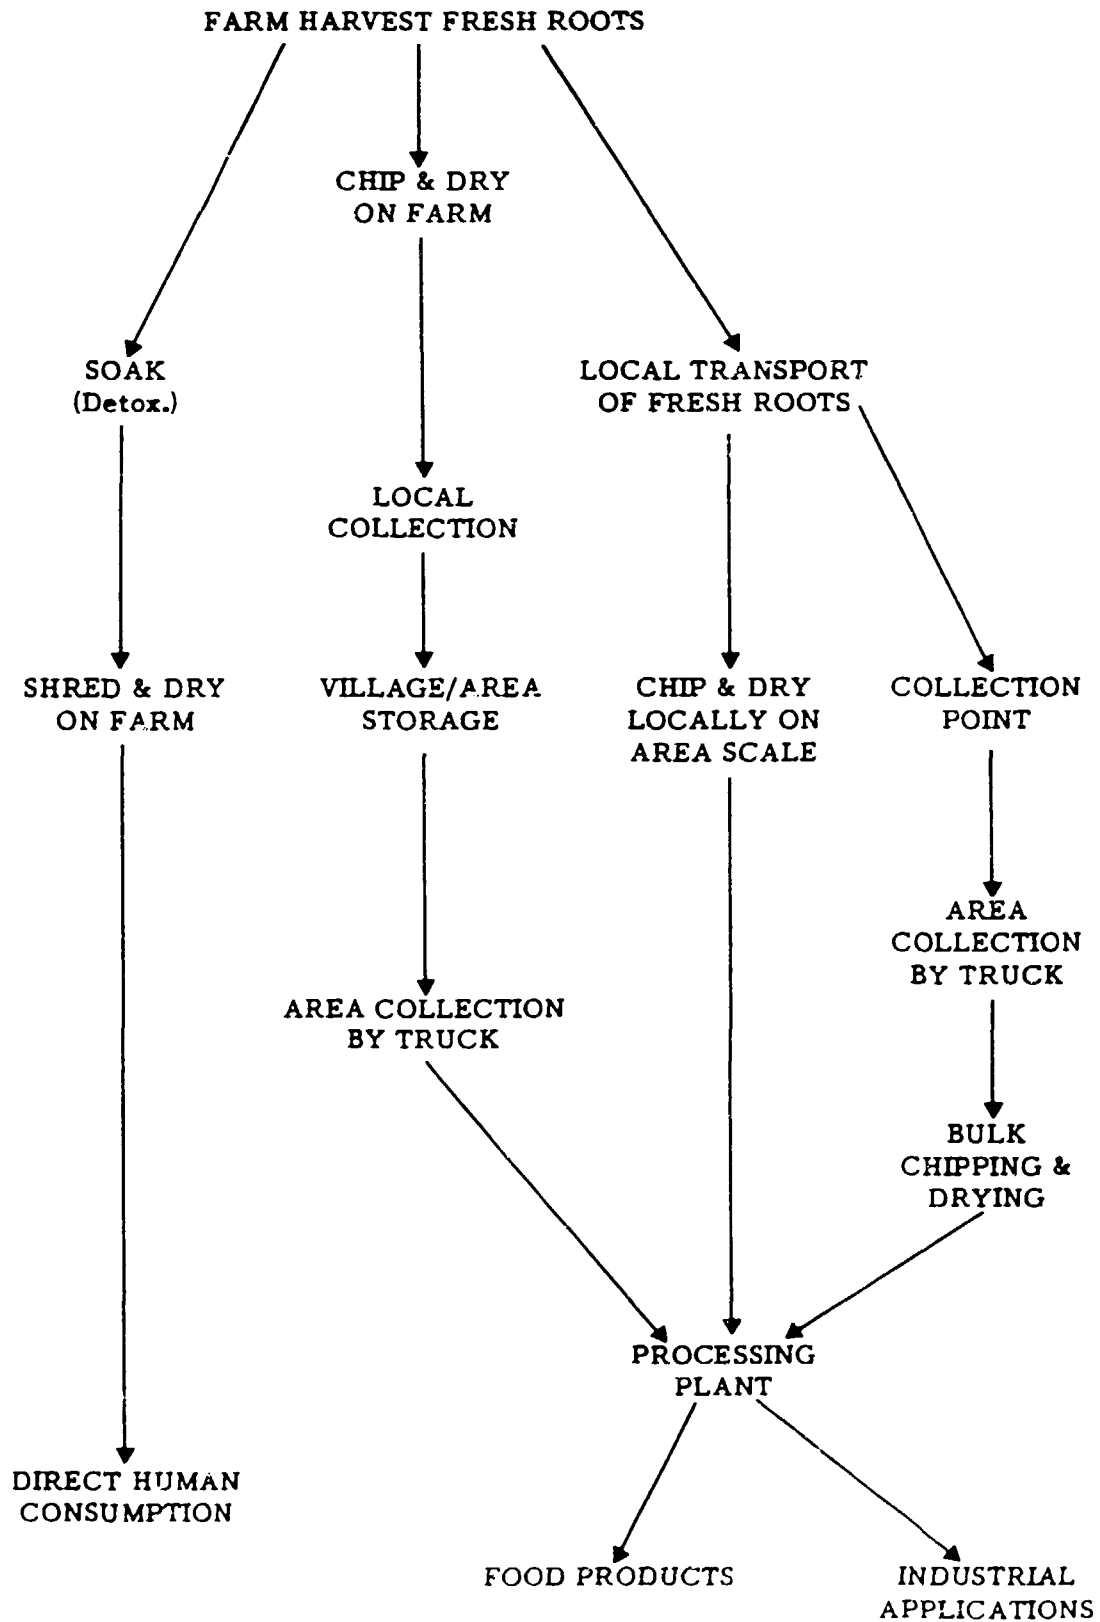 FARM HARVEST FRESH ROOTS
CHIP & DRY
ON FARM
SOAK
(Detox.)
LOCAL TRANSPORT
OF FRESH ROOTS
LOCAL
COLLECTION
SHRED & DRY
ON FARM
VILLAGE/AREA
STORAGE
CHIP & DRY
LOCALLY ON
AREA SCALE
COLLECTION
POINT
AREA
COLLECTION
BY TRUCK
AREA COLLECTION
BY TRUCK
BULK
CHIPPING &
DRYING
PROCESSING
PLANT
DIRECT HUMAN
CONSUMPTION
FOOD PRODUCTS
INDUSTRIAL
APPLICATIONS